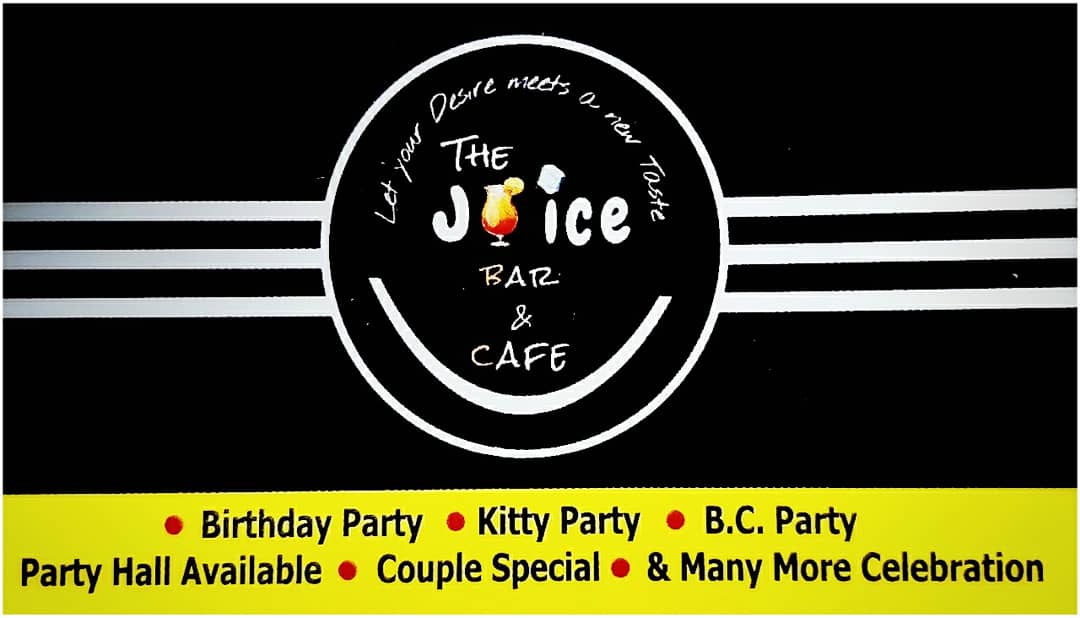 Let your Desire meets a new Taste
THE
Juice
BAR
&
CAFE
• Birthday Party • Kitty Party • B.C. Party
Party Hall Available • Couple Special • & Many More Celebration